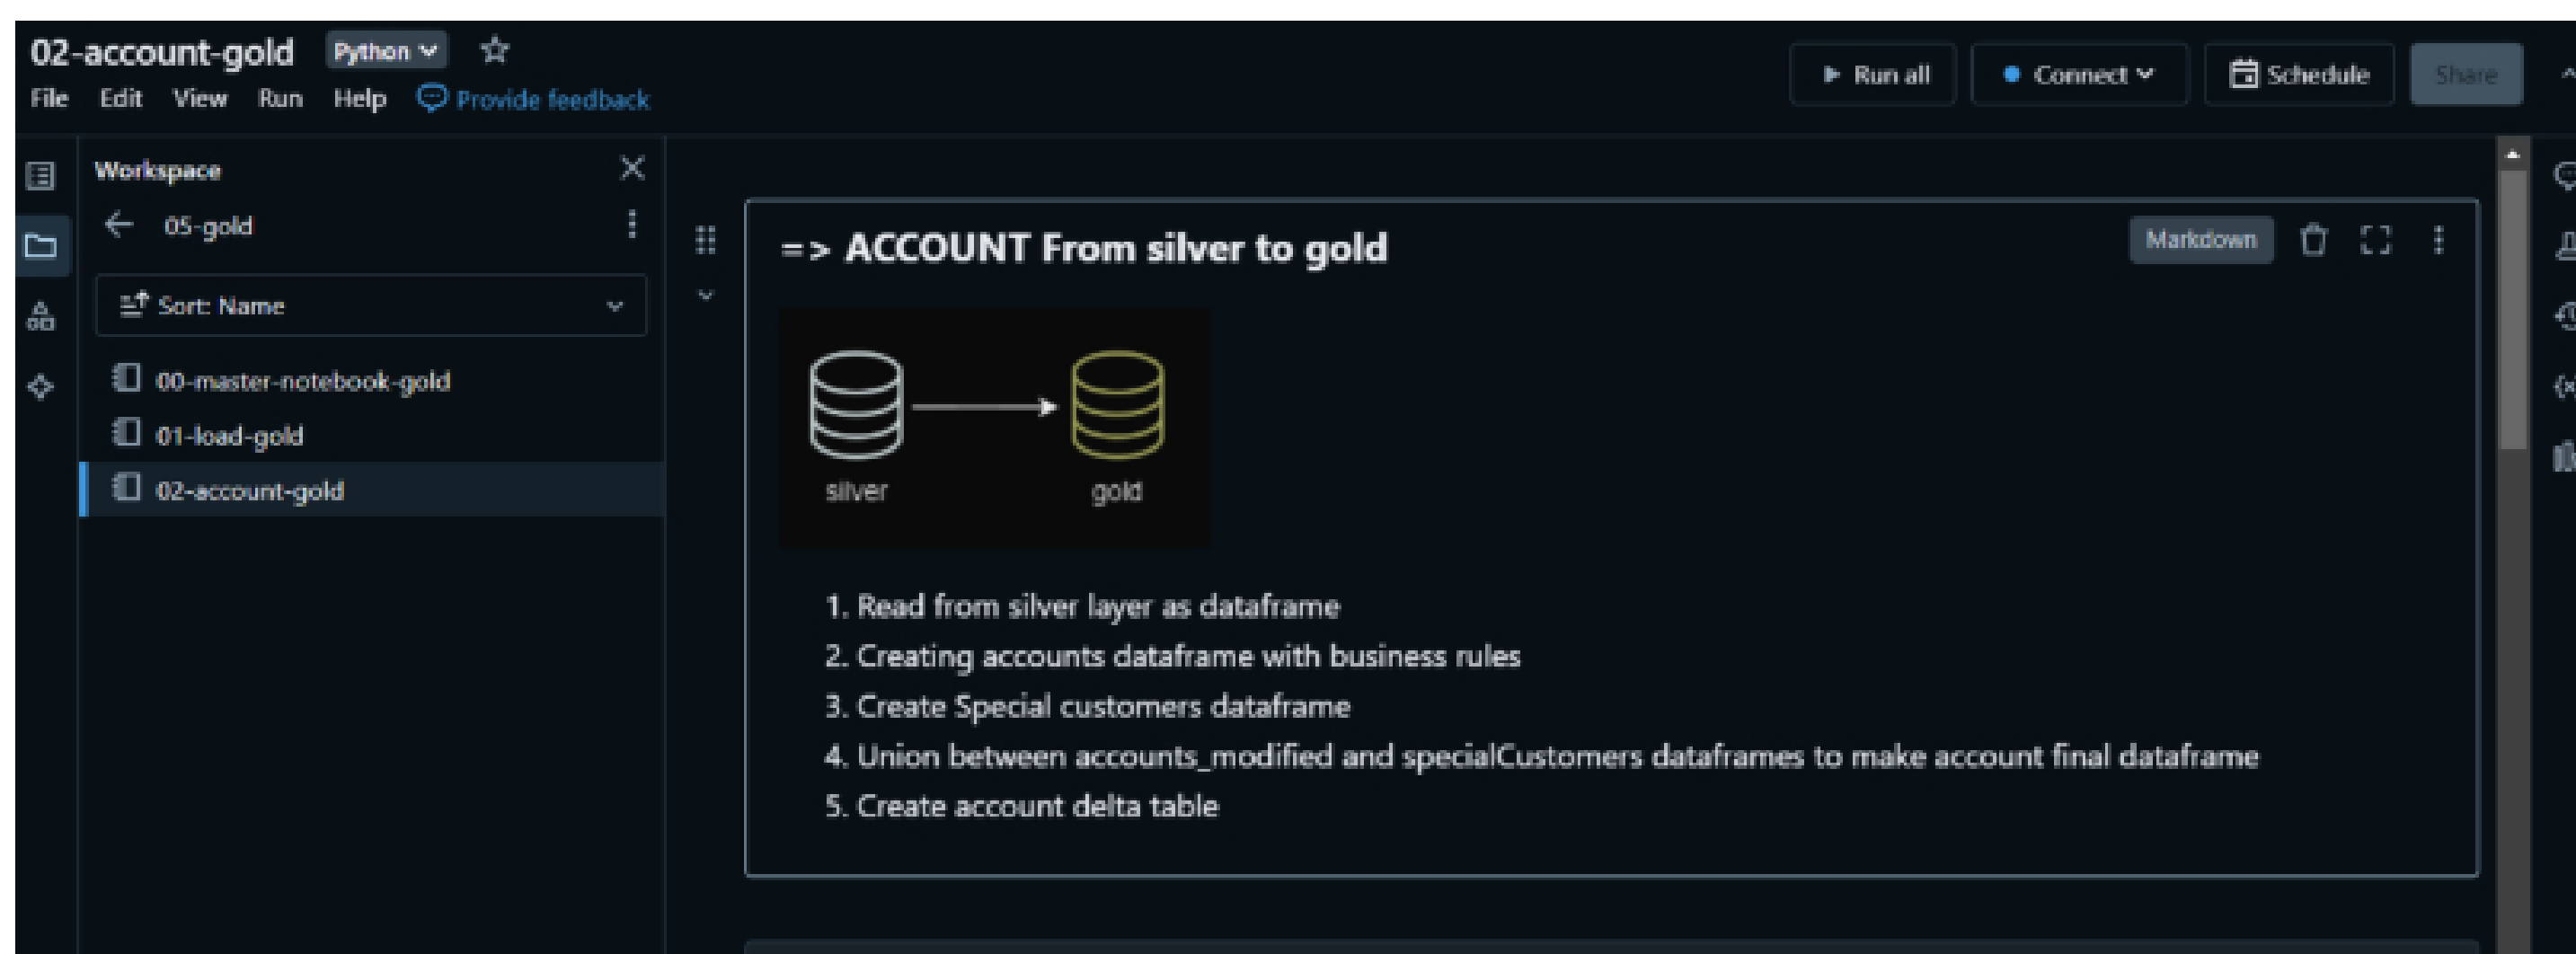 02-account-gold Python
File Edit View Run Help Provide feedback
Run all Connect Schedule Share
Workspace
05-gold
Sort: Name
00-master-notebook-gold
01-load-gold
02-account-gold
=> ACCOUNT From silver to gold
Markdown
silver gold
1. Read from silver layer as dataframe
2. Creating accounts dataframe with business rules
3. Create Special customers dataframe
4. Union between accounts_modified and specialCustomers dataframes to make account final dataframe
5. Create account delta table